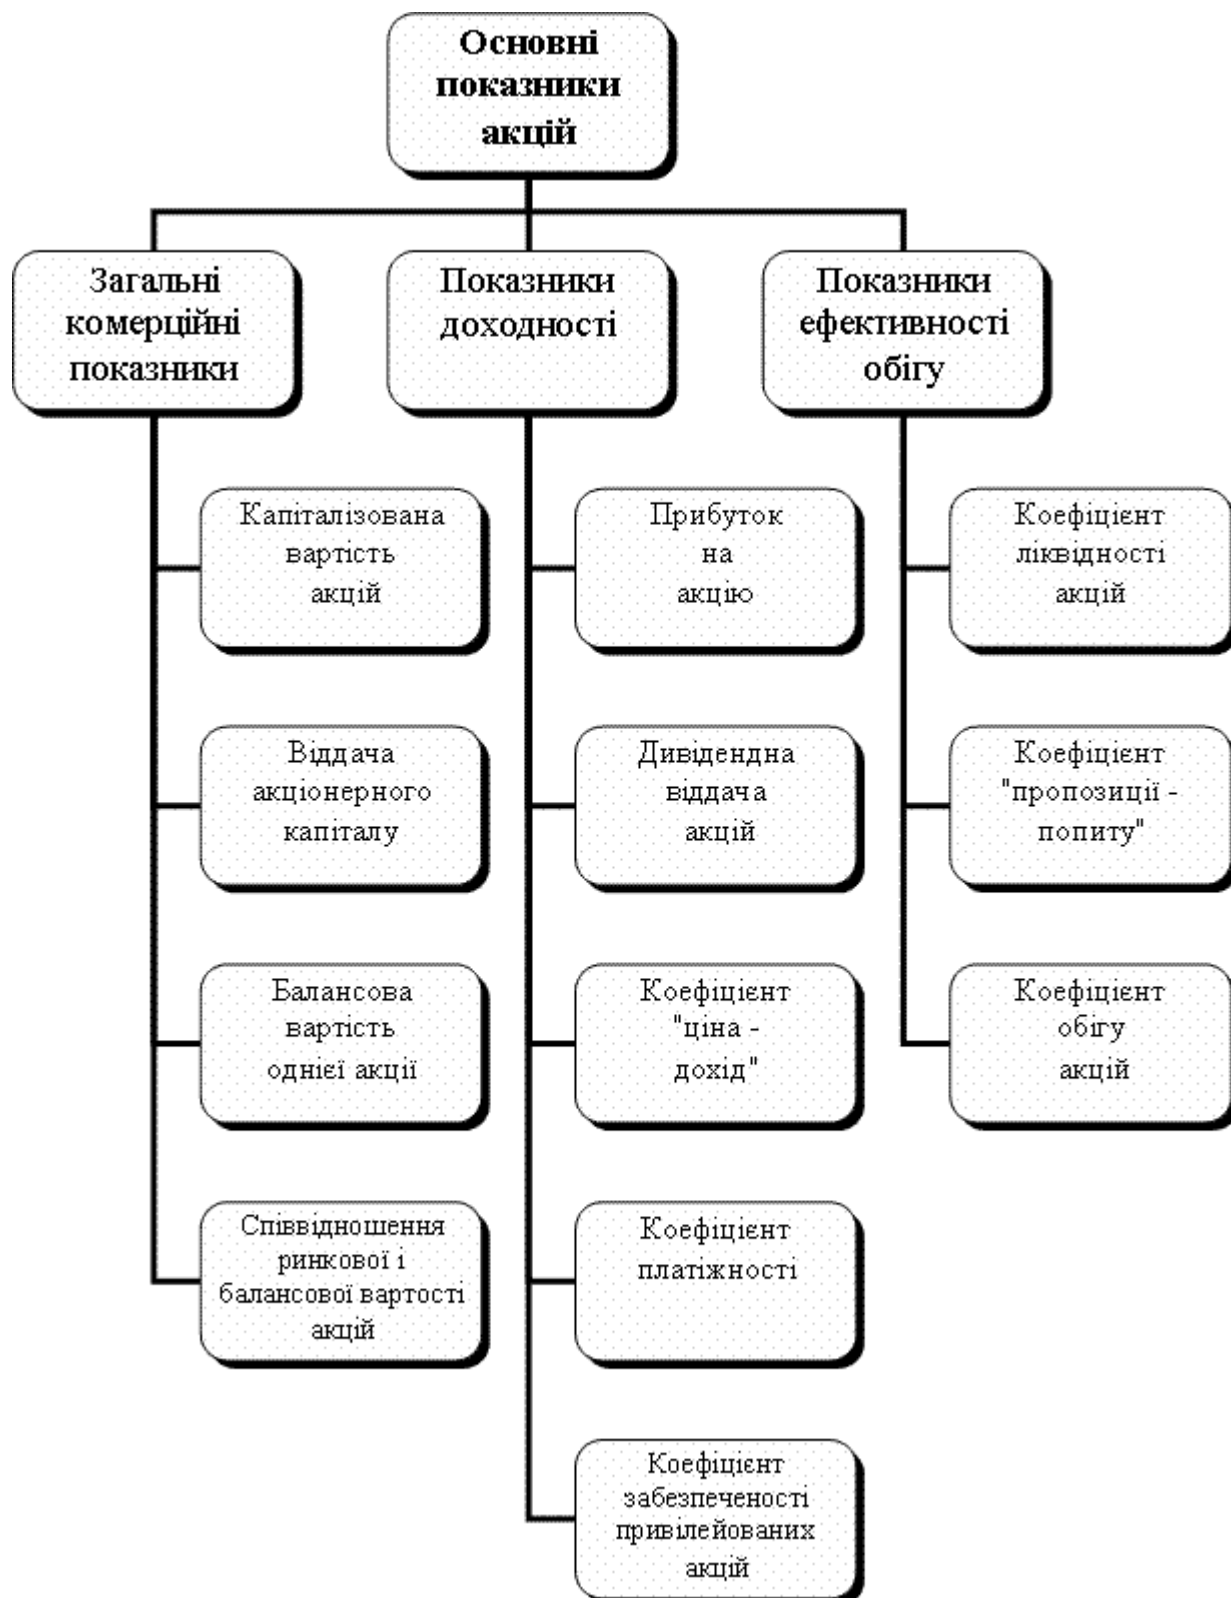 Основні
показники
акцій
Загальні
комерційні
показники
Показники
доходності
Показники
ефективності
обігу
Капіталізована
вартість
акцій
Прибуток
на
акцію
Коефіцієнт
ліквідності
акцій
Віддача
акціонерного
капіталу
Дивідендна
віддача
акцій
Коефіцієнт
"пропозиції -
попиту"
Балансова
вартість
однієї акції
Коефіцієнт
"ціна -
дохід"
Коефіцієнт
обігу
акцій
Співвідношення
ринкової і
балансової вартості
акцій
Коефіцієнт
платіжності
Коефіцієнт
забезпеченості
привілейованих
акцій